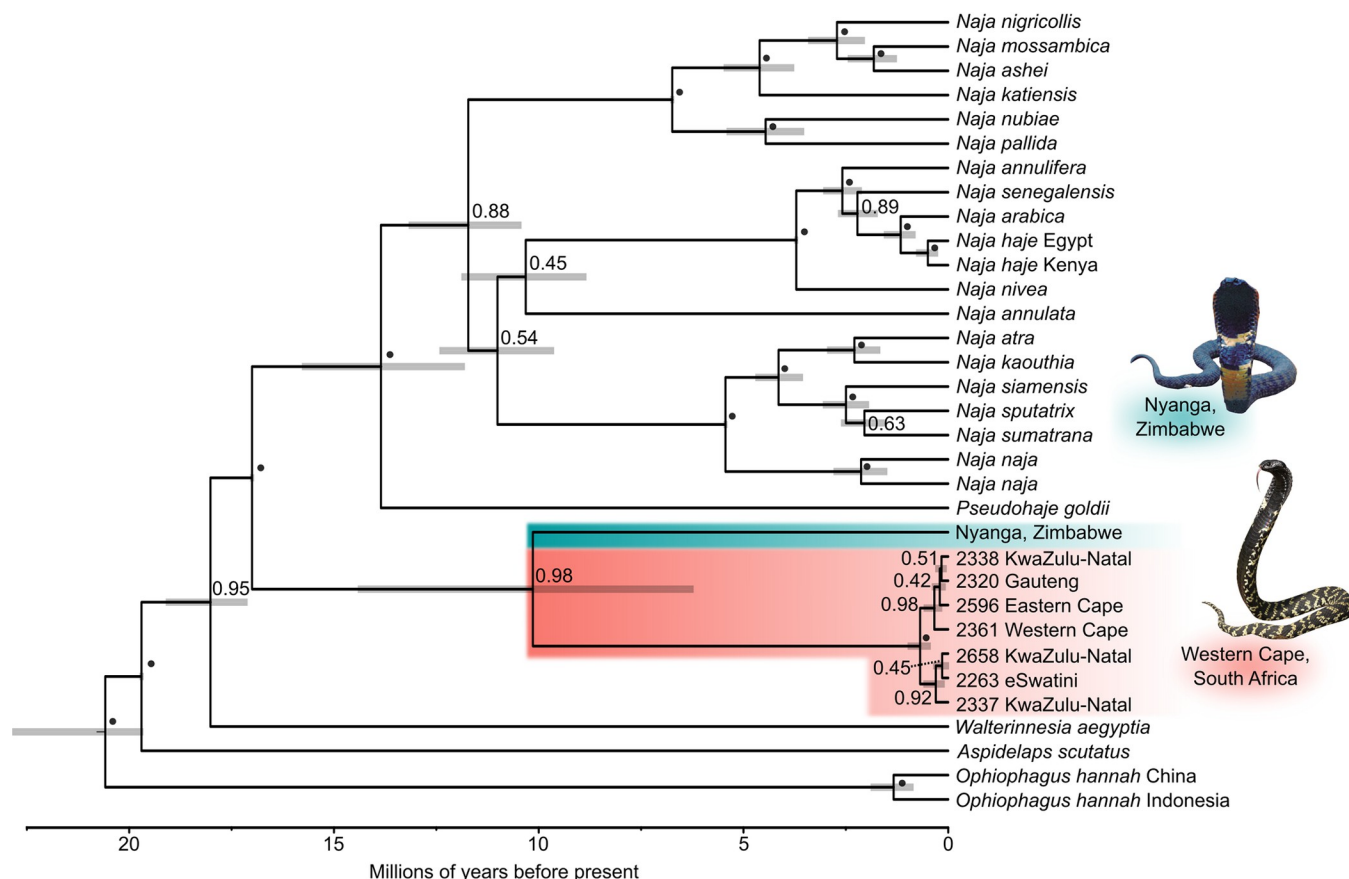 Naja nigricollis
Naja mossambica
Naja ashei
Naja katiensis
Naja nubiae
Naja pallida
Naja annulifera
Naja senegalensis
0.89
0.88
Naja arabica
Naja haje Egypt
0.45
Naja haje Kenya
Naja nivea
Naja annulata
0.54
Naja atra
Naja kaouthia
Naja siamensis
Naja sputatrix
0.63
Naja sumatrana
Naja naja
Naja naja
Pseudohaje goldii
Nyanga,
Zimbabwe
Nyanga, Zimbabwe
0.51
2338 KwaZulu-Natal
0.98
0.42
2320 Gauteng
0.95
0.98
2596 Eastern Cape
2361 Western Cape
2658 KwaZulu-Natal
0.45
2263 eSwatini
0.92
2337 KwaZulu-Natal
Western Cape,
South Africa
Walterinnesia aegyptia
Aspidelaps scutatus
Ophiophagus hannah China
Ophiophagus hannah Indonesia
20
15
10
5
0
Millions of years before present